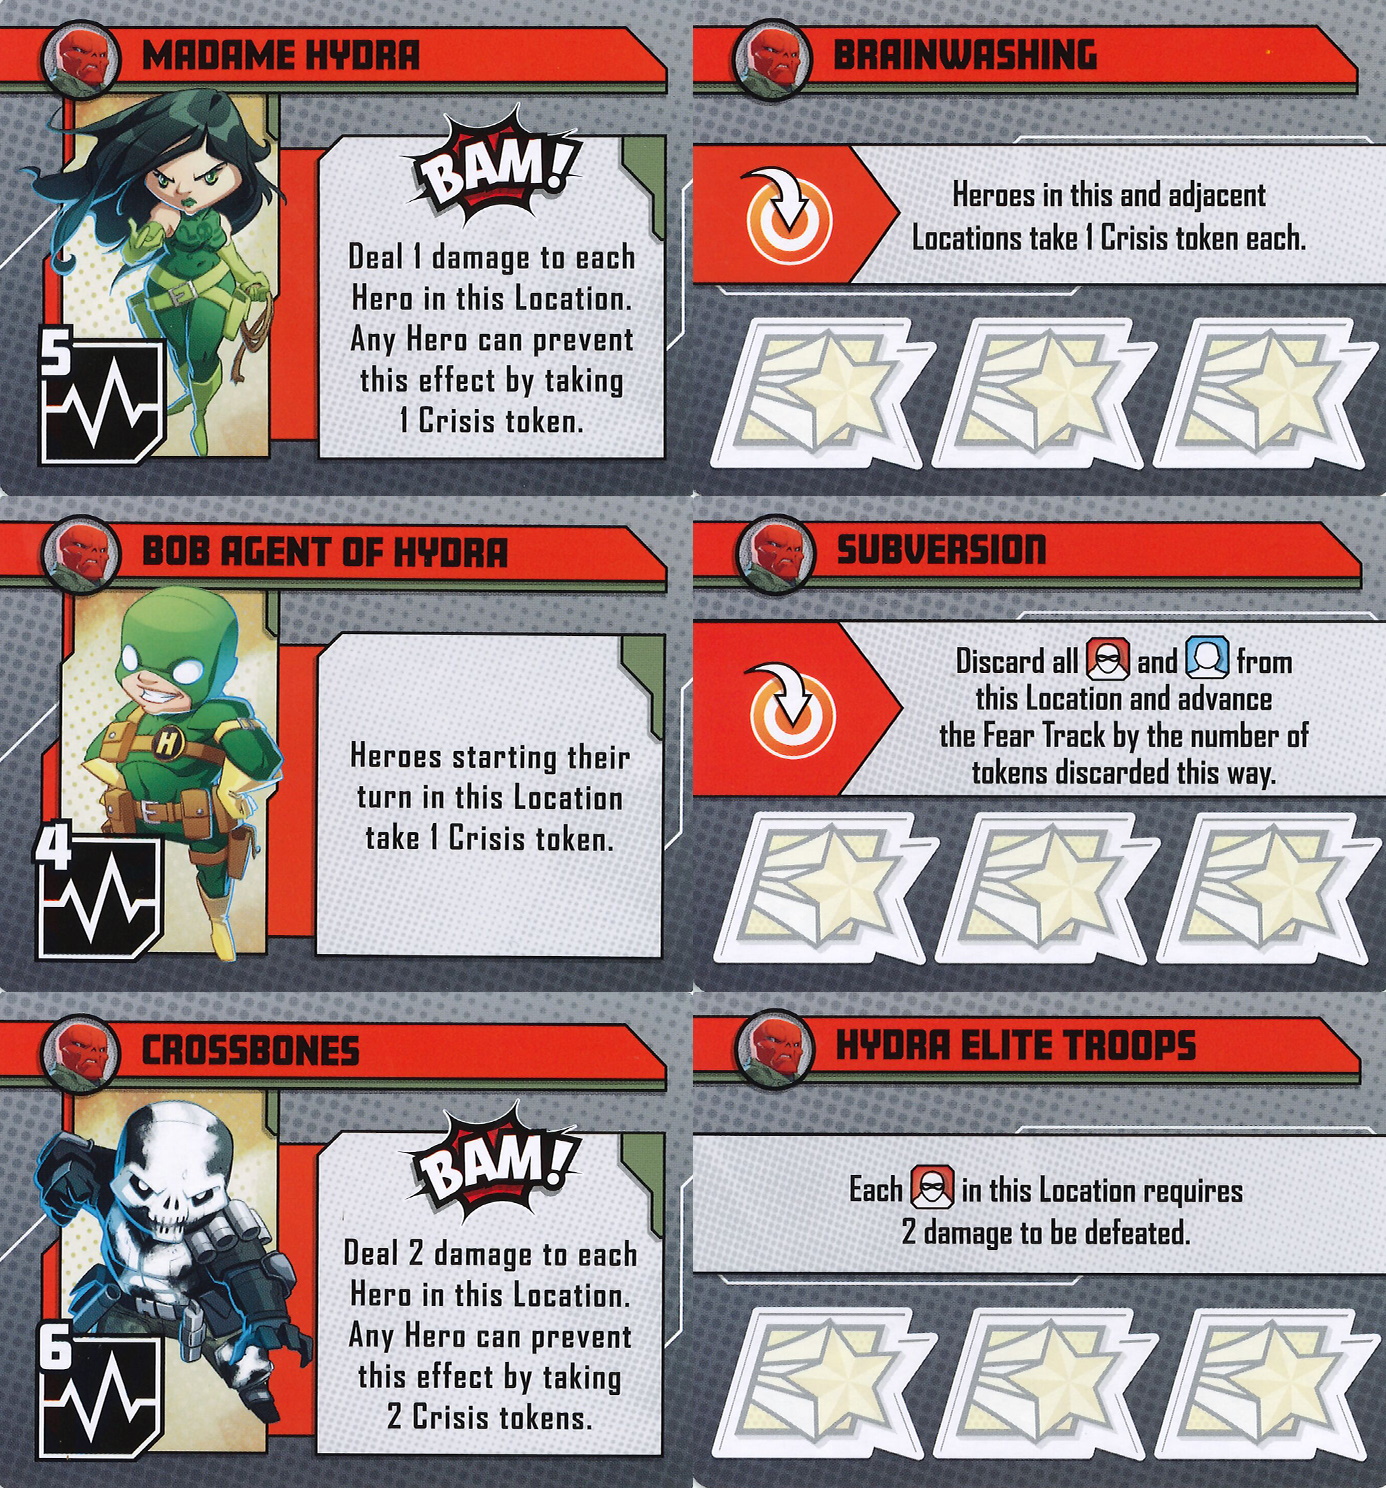 MADAME HYDRA
BAM!
Deal 1 damage to each
Hero in this Location.
Any Hero can prevent
this effect by taking
1 Crisis token.
5
BRAINWASHING
Heroes in this and adjacent
Locations take 1 Crisis token each.
BOB AGENT OF HYDRA
H
Heroes starting their
turn in this Location
take 1 Crisis token.
4
SUBVERSION
Discard all and from
this Location and advance
the Fear Track by the number of
tokens discarded this way.
CROSSBONES
BAM!
Deal 2 damage to each
Hero in this Location.
Any Hero can prevent
this effect by taking
2 Crisis tokens.
6
HYDRA ELITE TROOPS
Each in this Location requires
2 damage to be defeated.